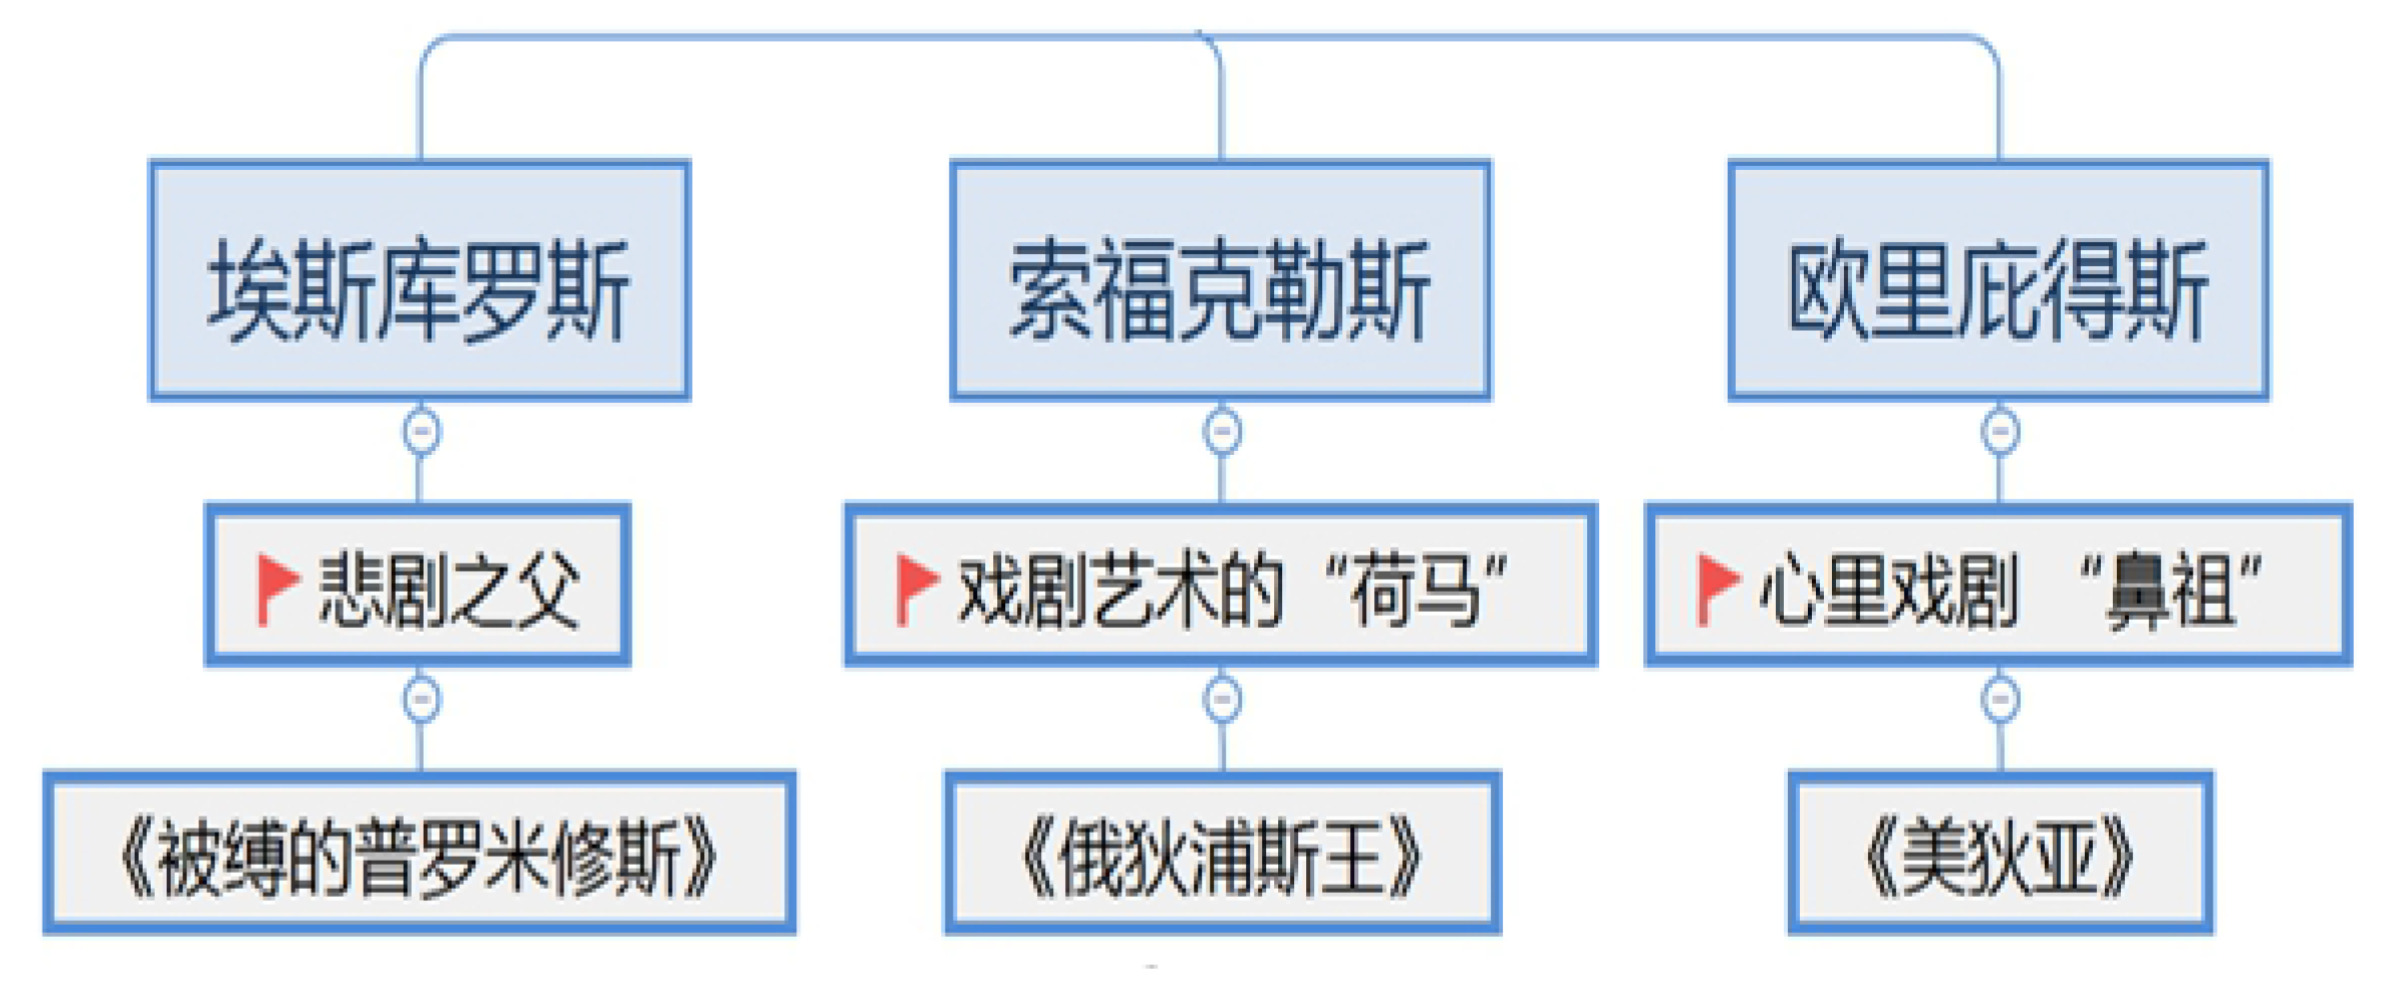 埃斯库罗斯
索福克勒斯
欧里庇得斯
悲剧之父
戏剧艺术的“荷马”
心里戏剧 “鼻祖”
《被缚的普罗米修斯》
《俄狄浦斯王》
《美狄亚》